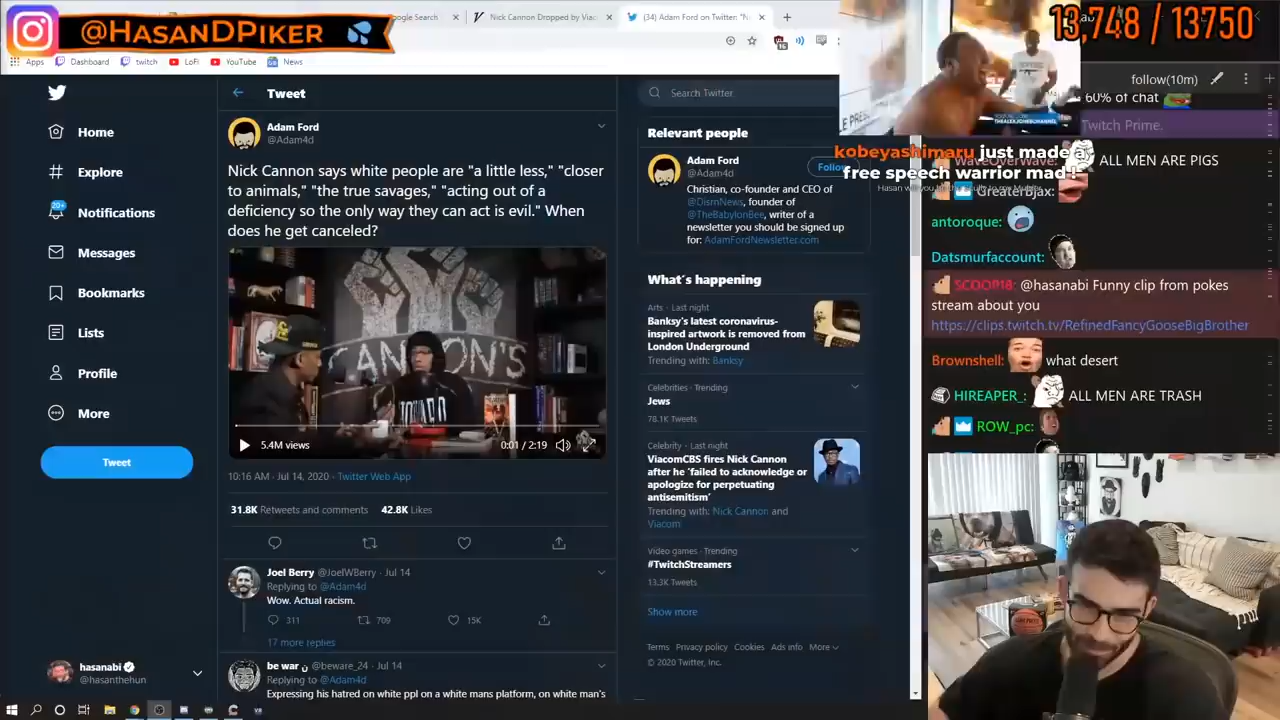 @HasanDPiker
Google Search
Nick Cannon Dropped by Viac
(34) Adam Ford on Twitter: "N
Apps
Dashboard
twitch
LoFi
YouTube
News
13,748 / 13750
follow(10m)
60% of chat
Twitch Prime.
kobeyashimaru just made a
free speech warrior mad !
WaveOverWave: ALL MEN ARE PIGS
GreaterBjax:
antoroque:
Datsmurfaccount:
SCOOP18: @hasanabi Funny clip from pokes
stream about you
https://clips.twitch.tv/RefinedFancyGooseBigBrother
Brownshell: what desert
HIREAPER_: ALL MEN ARE TRASH
ROW_pc:
Home
Explore
20+
Notifications
Messages
Bookmarks
Lists
Profile
More
Tweet
hasanabi
@hasanthehun
Tweet
Adam Ford
@Adam4d
Nick Cannon says white people are "a little less," "closer
to animals," "the true savages," "acting out of a
deficiency so the only way they can act is evil." When
does he get canceled?
CANNON'S
5.4M views
0:01 / 2:19
10:16 AM · Jul 14, 2020 · Twitter Web App
31.8K Retweets and comments 42.8K Likes
Joel Berry @JoelWBerry · Jul 14
Replying to @Adam4d
Wow. Actual racism.
311 709 15K
17 more replies
be war @beware_24 · Jul 14
Replying to @Adam4d
Expressing his hatred on white ppl on a white mans platform, on white man's
Search Twitter
Relevant people
Adam Ford
@Adam4d
Follow
Christian, co-founder and CEO of
@DisrnNews, founder of
@TheBabylonBee, writer of a
newsletter you should be signed up
for: AdamFordNewsletter.com
What's happening
Arts · Last night
Banksy's latest coronavirus-
inspired artwork is removed from
London Underground
Trending with: Banksy
Celebrities · Trending
Jews
78.1K Tweets
Celebrity · Last night
ViacomCBS fires Nick Cannon
after he 'failed to acknowledge or
apologize for perpetuating
antisemitism'
Trending with: Nick Cannon and
Viacom
Video games · Trending
#TwitchStreamers
13.3K Tweets
Show more
Terms Privacy policy Cookies Ads info More
© 2020 Twitter, Inc.